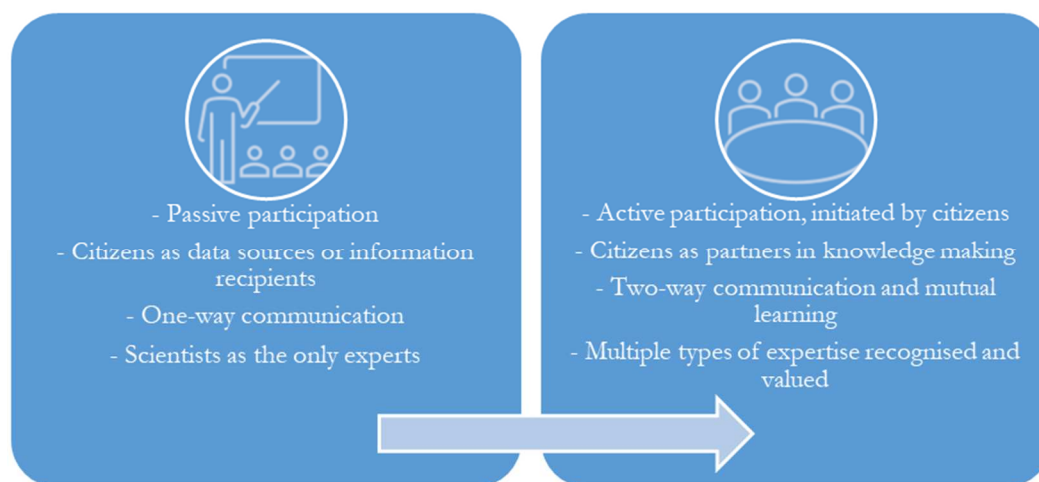 - Passive participation
- Citizens as data sources or information
recipients
- One-way communication
- Scientists as the only experts
- Active participation, initiated by citizens
- Citizens as partners in knowledge making
- Two-way communication and mutual
learning
- Multiple types of expertise recognised and
valued